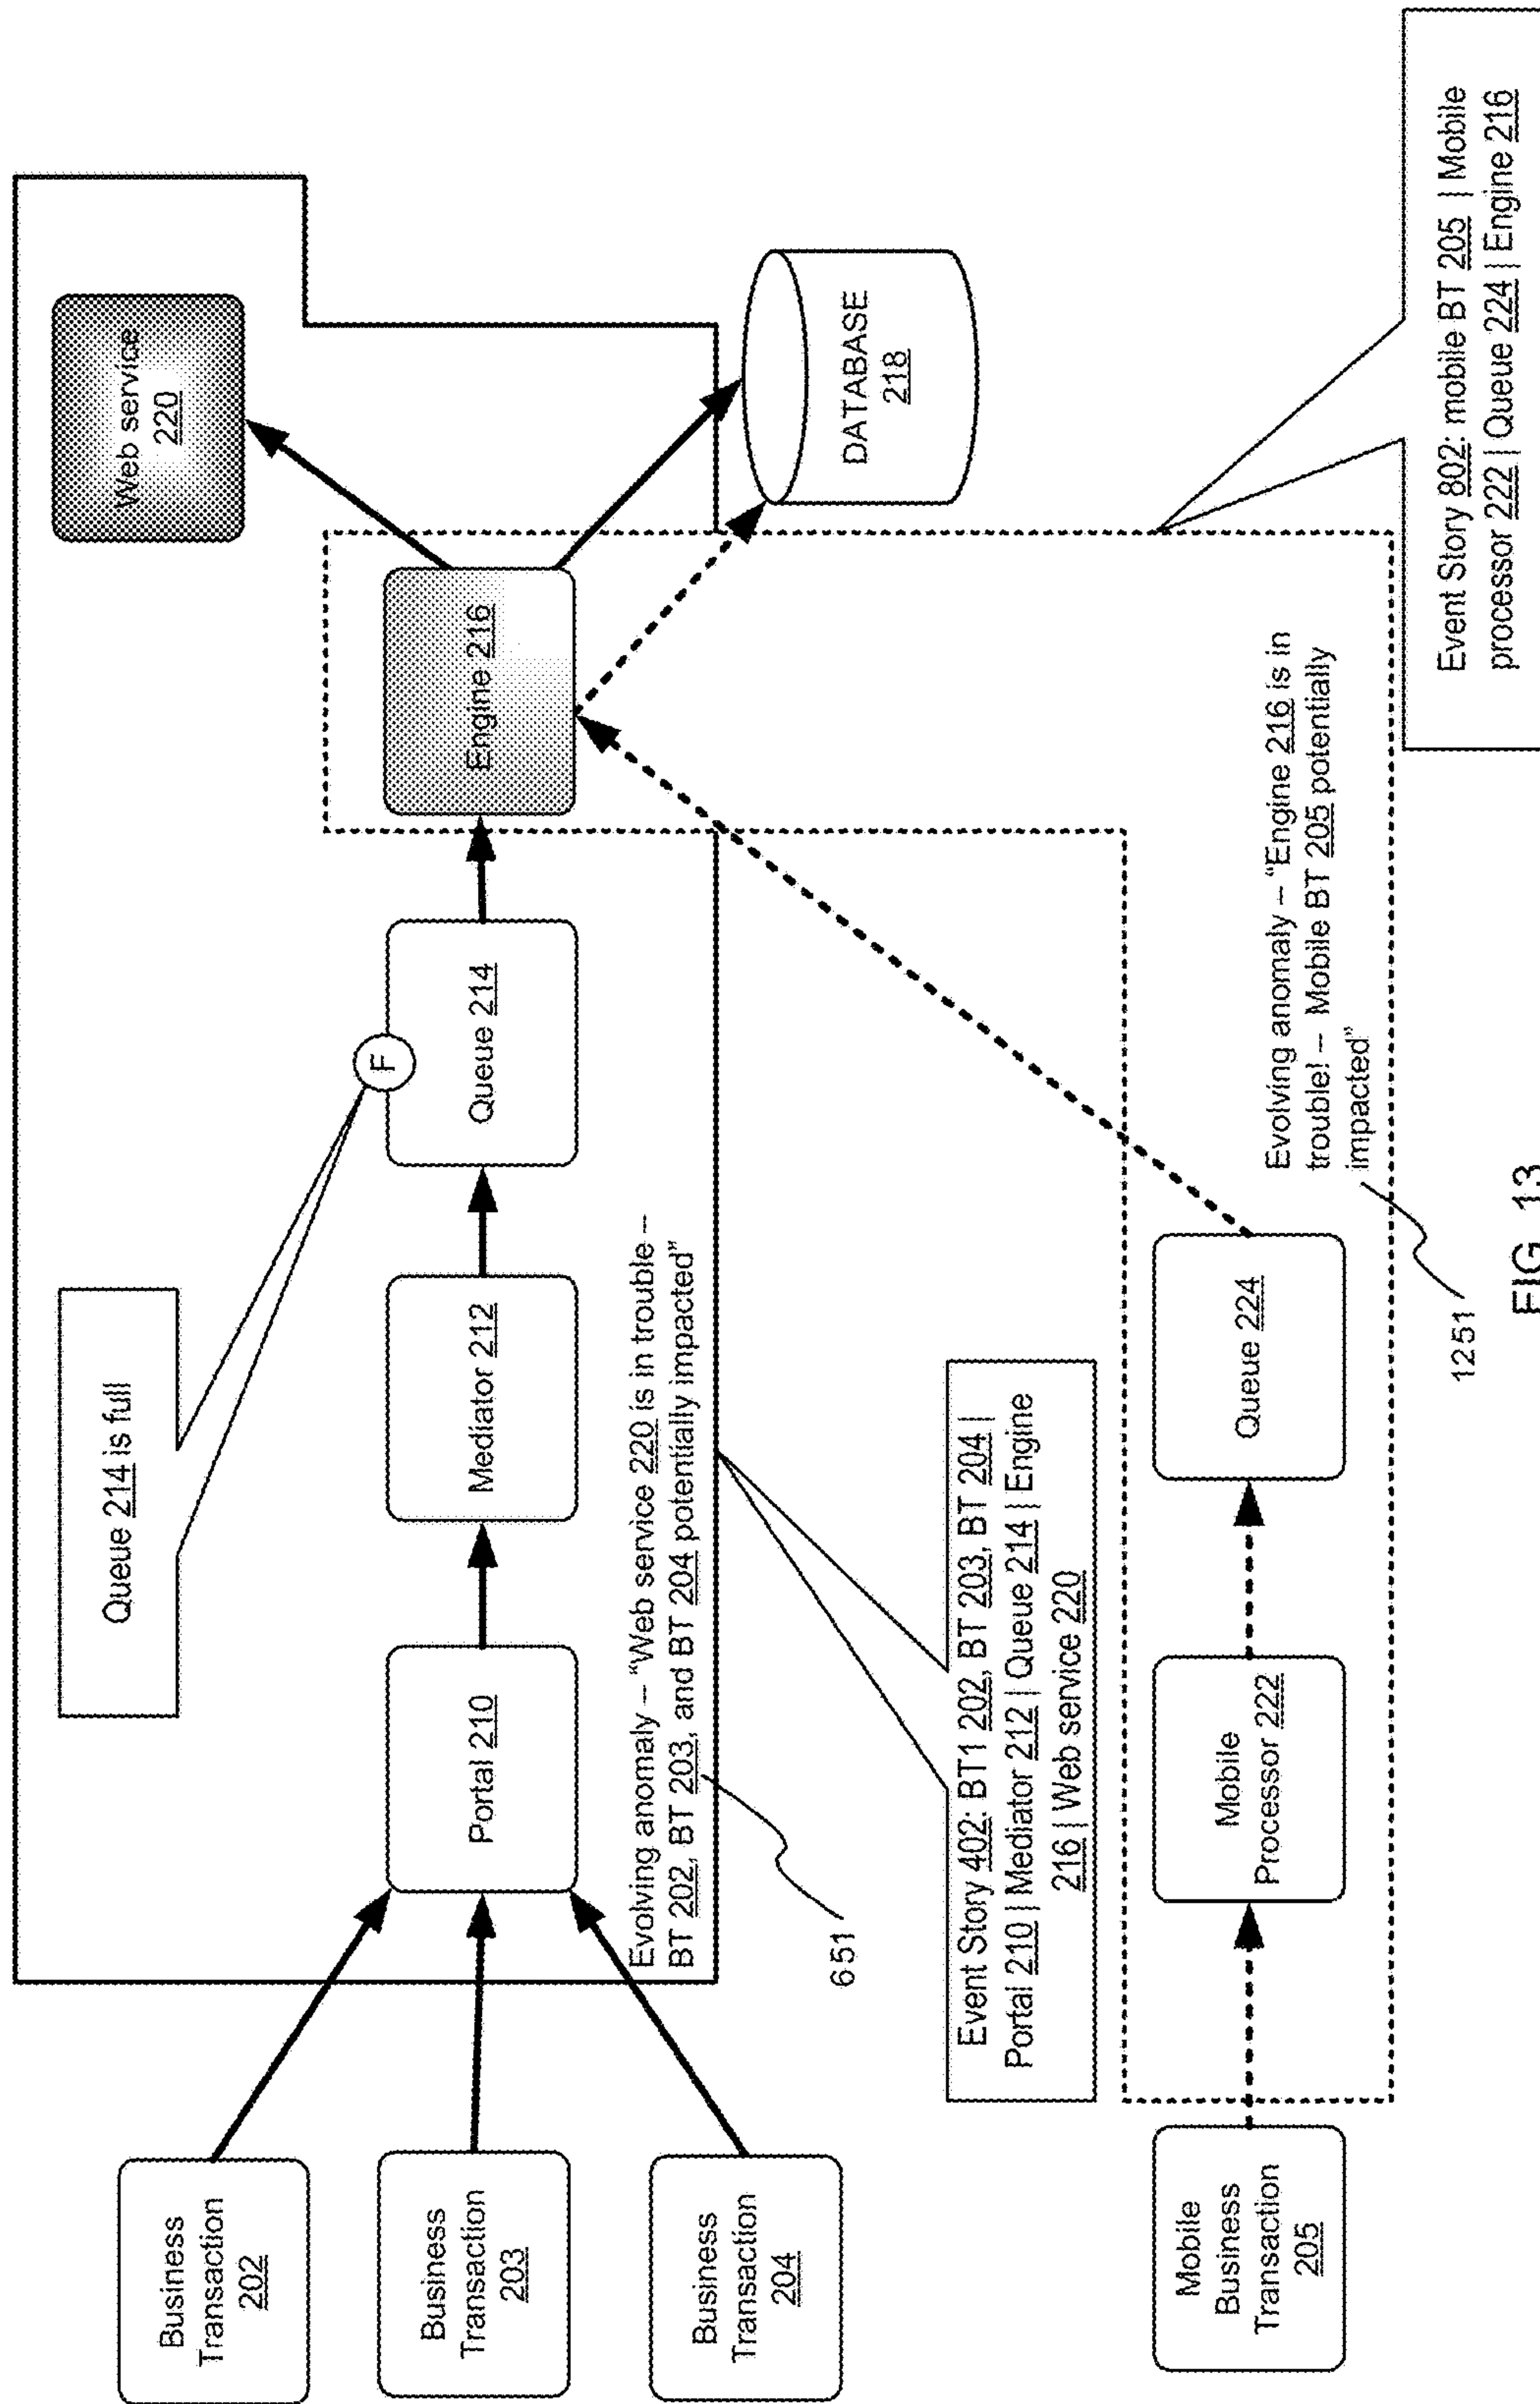 Business
Transaction
202
Business
Transaction
203
Business
Transaction
204
Mobile
Business
Transaction
205
Queue 214 is full
F
Portal 210
Mediator 212
Queue 214
Engine 216
Web service
220
DATABASE
218
Evolving anomaly – “Web service 220 is in trouble –
BT 202, BT 203, and BT 204 potentially impacted”
651
Event Story 402: BT1 202, BT 203, BT 204 |
Portal 210 | Mediator 212 | Queue 214 | Engine
216 | Web service 220
Mobile
Processor 222
Queue 224
Evolving anomaly – “Engine 216 is in
trouble! – Mobile BT 205 potentially
impacted”
1251
Event Story 802: mobile BT 205 | Mobile
processor 222 | Queue 224 | Engine 216
FIG. 13